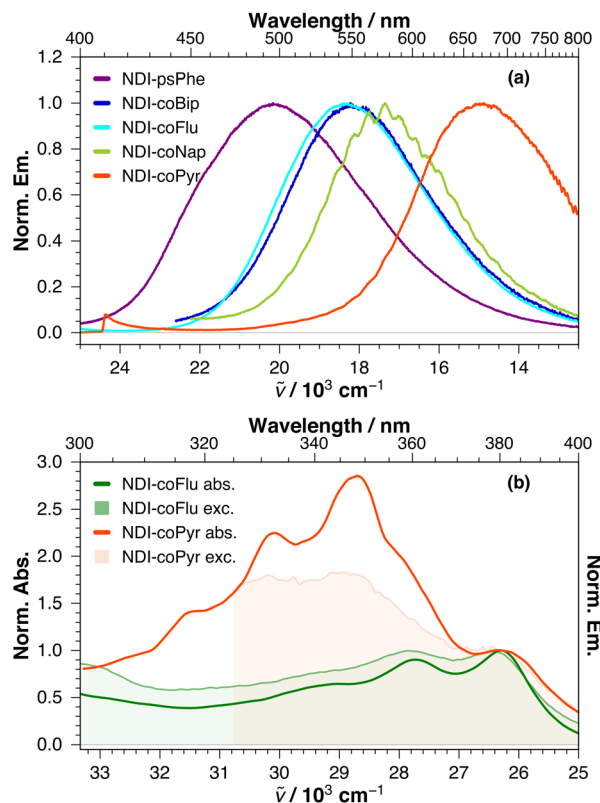 Wavelength / nm
400 450 500 550 600 650 700 750 800
(a)
NDI-psPhe
NDI-coBip
NDI-coFlu
NDI-coNap
NDI-coPyr
Norm. Em.
1.2
1.0
0.8
0.6
0.4
0.2
0.0
24 22 20 18 16 14
ṽ / 10³ cm⁻¹
Wavelength / nm
300 320 340 360 380 400
(b)
NDI-coFlu abs.
NDI-coFlu exc.
NDI-coPyr abs.
NDI-coPyr exc.
Norm. Abs.
Norm. Em.
3.0
2.5
2.0
1.5
1.0
0.5
0.0
33 32 31 30 29 28 27 26 25
ṽ / 10³ cm⁻¹